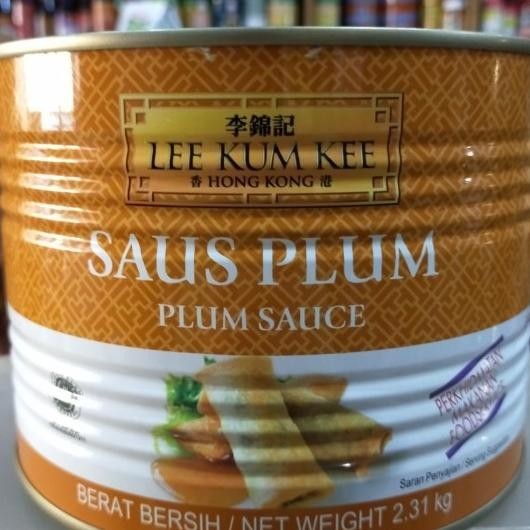 李錦記
LEE KUM KEE
香 HONG KONG 港
SAUS PLUM
PLUM SAUCE
Saran Penyajian / Serving Suggestion
BERAT BERSIH / NET WEIGHT 2.31 kg